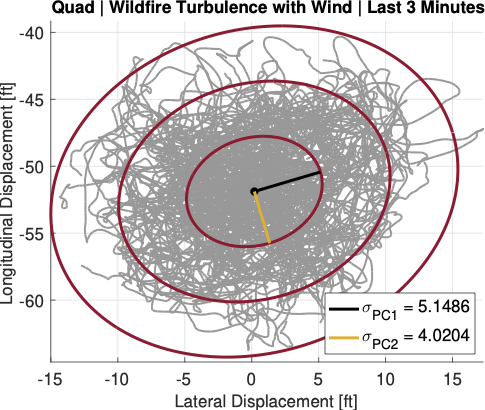 Quad | Wildfire Turbulence with Wind | Last 3 Minutes
Longitudinal Displacement [ft]
-40
-45
-50
-55
-60
σPC1 = 5.1486
σPC2 = 4.0204
-15 -10 -5 0 5 10 15
Lateral Displacement [ft]